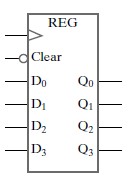 REG
Clear
D0 Q0
D1 Q1
D2 Q2
D3 Q3